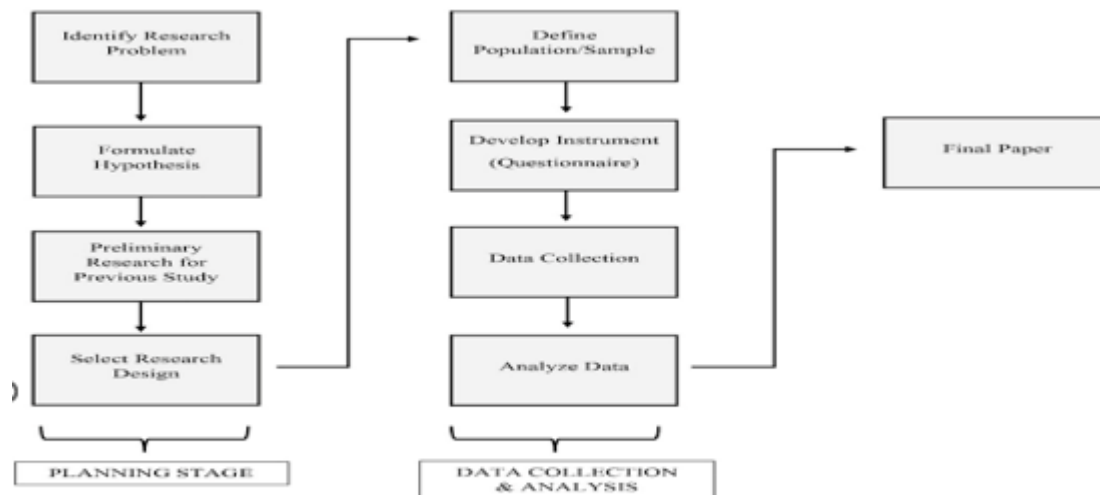 Identify Research
Problem
Formulate
Hypothesis
Preliminary
Research for
Previous Study
Select Research
Design
PLANNING STAGE
Define
Population/Sample
Develop Instrument
(Questionnaire)
Data Collection
Analyze Data
DATA COLLECTION
& ANALYSIS
Final Paper